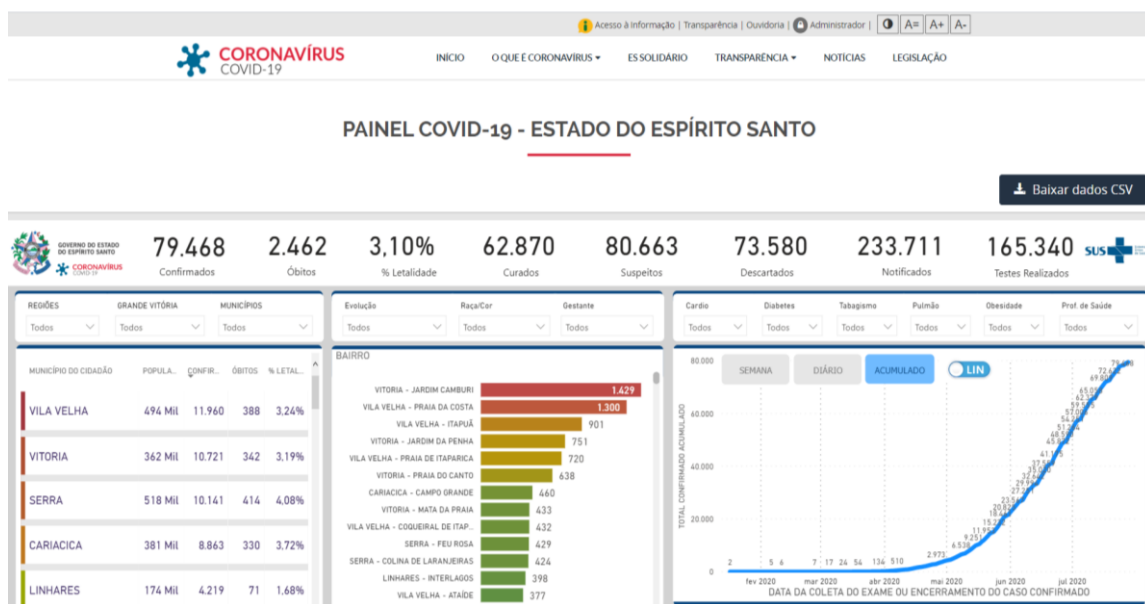 Acesso à Informação | Transparência | Ouvidoria | Administrador | A= A+ A-
CORONAVÍRUS
COVID-19
INÍCIO O QUE É CORONAVÍRUS ES SOLIDÁRIO TRANSPARÊNCIA NOTÍCIAS LEGISLAÇÃO
PAINEL COVID-19 - ESTADO DO ESPÍRITO SANTO
Baixar dados CSV
GOVERNO DO ESTADO
DO ESPÍRITO SANTO
CORONAVÍRUS
COVID-19
79.468 2.462 3,10% 62.870 80.663 73.580 233.711 165.340 SUS
Confirmados Óbitos % Letalidade Curados Suspeitos Descartados Notificados Testes Realizados
REGIÕES GRANDE VITÓRIA MUNICÍPIOS
Todos Todos Todos
Evolução Raça/Cor Gestante
Todos Todos Todos
Cardio Diabetes Tabagismo Pulmão Obesidade Prof. de Saúde
Todos Todos Todos Todos Todos Todos
MUNICÍPIO DO CIDADÃO POPULA... CONFIR... ÓBITOS % LETAL...
VILA VELHA 494 Mil 11.960 388 3,24%
VITORIA 362 Mil 10.721 342 3,19%
SERRA 518 Mil 10.141 414 4,08%
CARIACICA 381 Mil 8.863 330 3,72%
LINHARES 174 Mil 4.219 71 1,68%
BAIRRO
VITORIA - JARDIM CAMBURI 1.429
VILA VELHA - PRAIA DA COSTA 1.300
VILA VELHA - ITAPUÃ 901
VITORIA - JARDIM DA PENHA 751
VILA VELHA - PRAIA DE ITAPARICA 720
VITORIA - PRAIA DO CANTO 638
CARIACICA - CAMPO GRANDE 460
VITORIA - MATA DA PRAIA 433
VILA VELHA - COQUEIRAL DE ITAP... 432
SERRA - FEU ROSA 429
SERRA - COLINA DE LARANJEIRAS 424
LINHARES - INTERLAGOS 398
VILA VELHA - ATAÍDE 377
SEMANA DIÁRIO ACUMULADO LIN
TOTAL CONFIRMADO ACUMULADO
80.000
60.000
40.000
20.000
0
2 5 6 7 17 24 54 134 510 2.973 6.538 9.251
fev 2020 mar 2020 abr 2020 mai 2020 jun 2020 jul 2020
DATA DA COLETA DO EXAME OU ENCERRAMENTO DO CASO CONFIRMADO